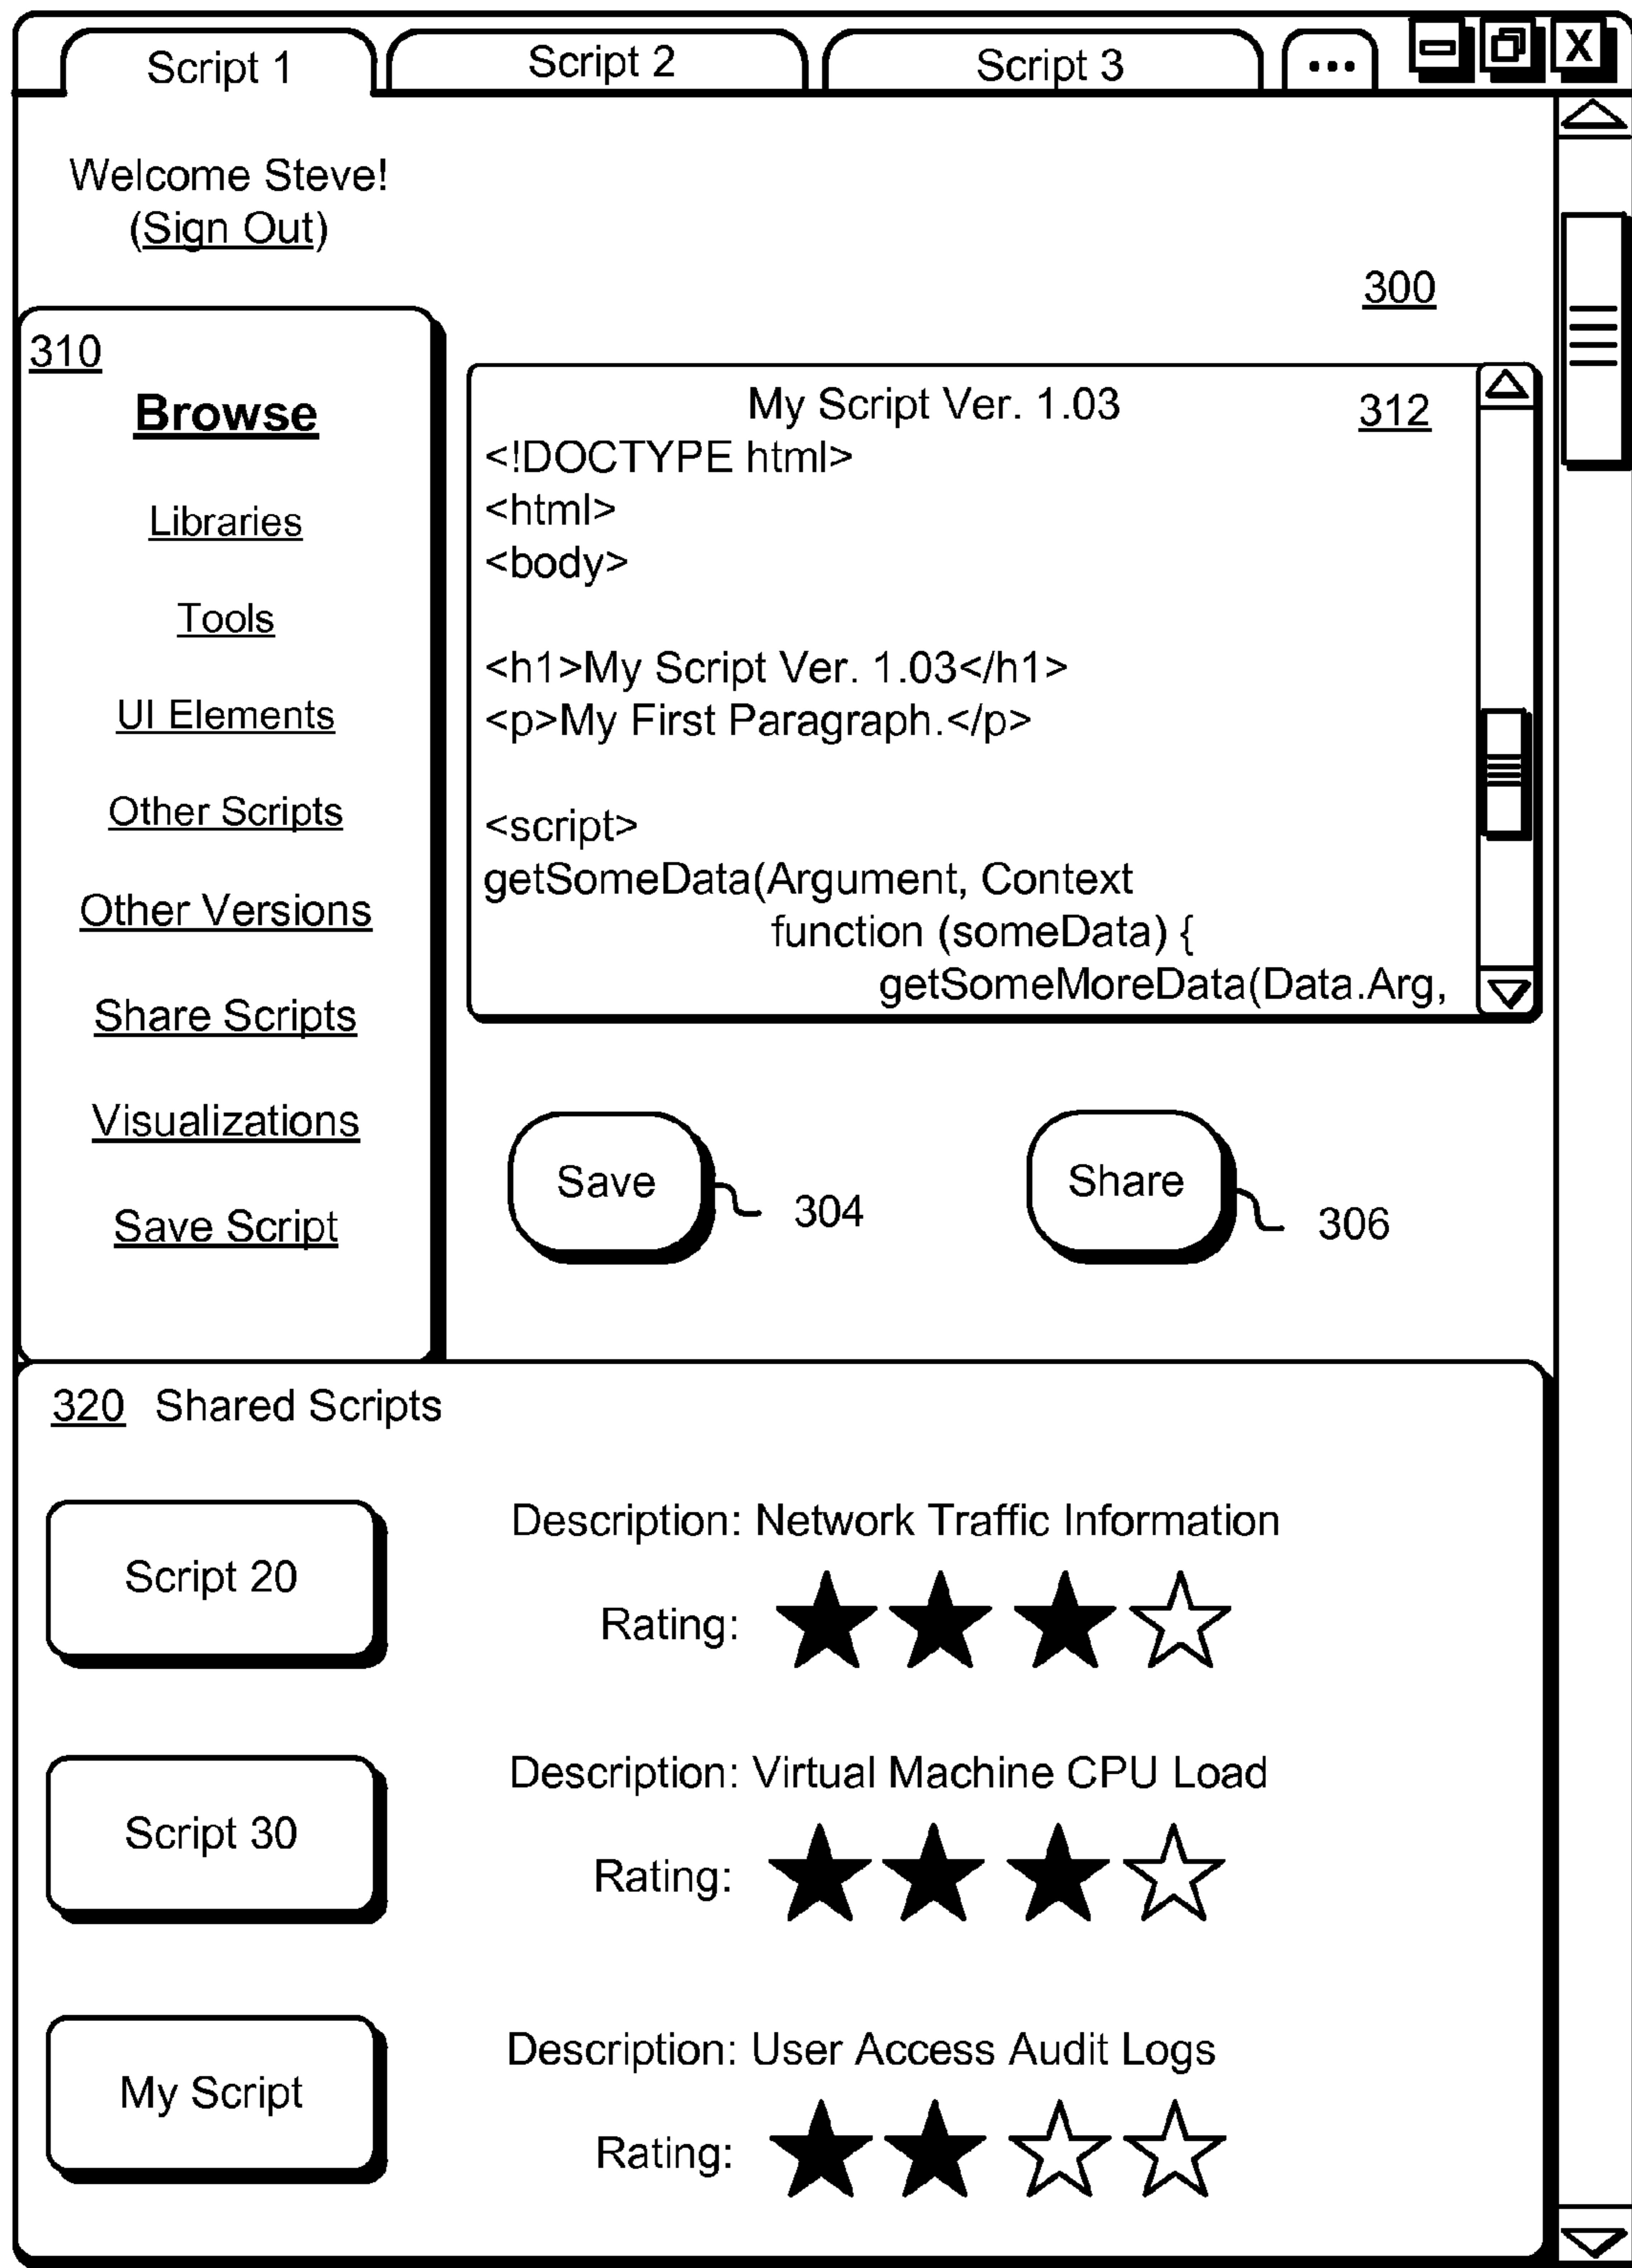 Script 1
Script 2
Script 3
...
X
Welcome Steve!
(Sign Out)
300
310
Browse
Libraries
Tools
UI Elements
Other Scripts
Other Versions
Share Scripts
Visualizations
Save Script
My Script Ver. 1.03
312
<!DOCTYPE html>
<html>
<body>
<h1>My Script Ver. 1.03</h1>
<p>My First Paragraph.</p>
<script>
getSomeData(Argument, Context
function (someData) {
getSomeMoreData(Data.Arg,
Save
304
Share
306
320 Shared Scripts
Script 20
Description: Network Traffic Information
Rating:
Script 30
Description: Virtual Machine CPU Load
Rating:
My Script
Description: User Access Audit Logs
Rating: